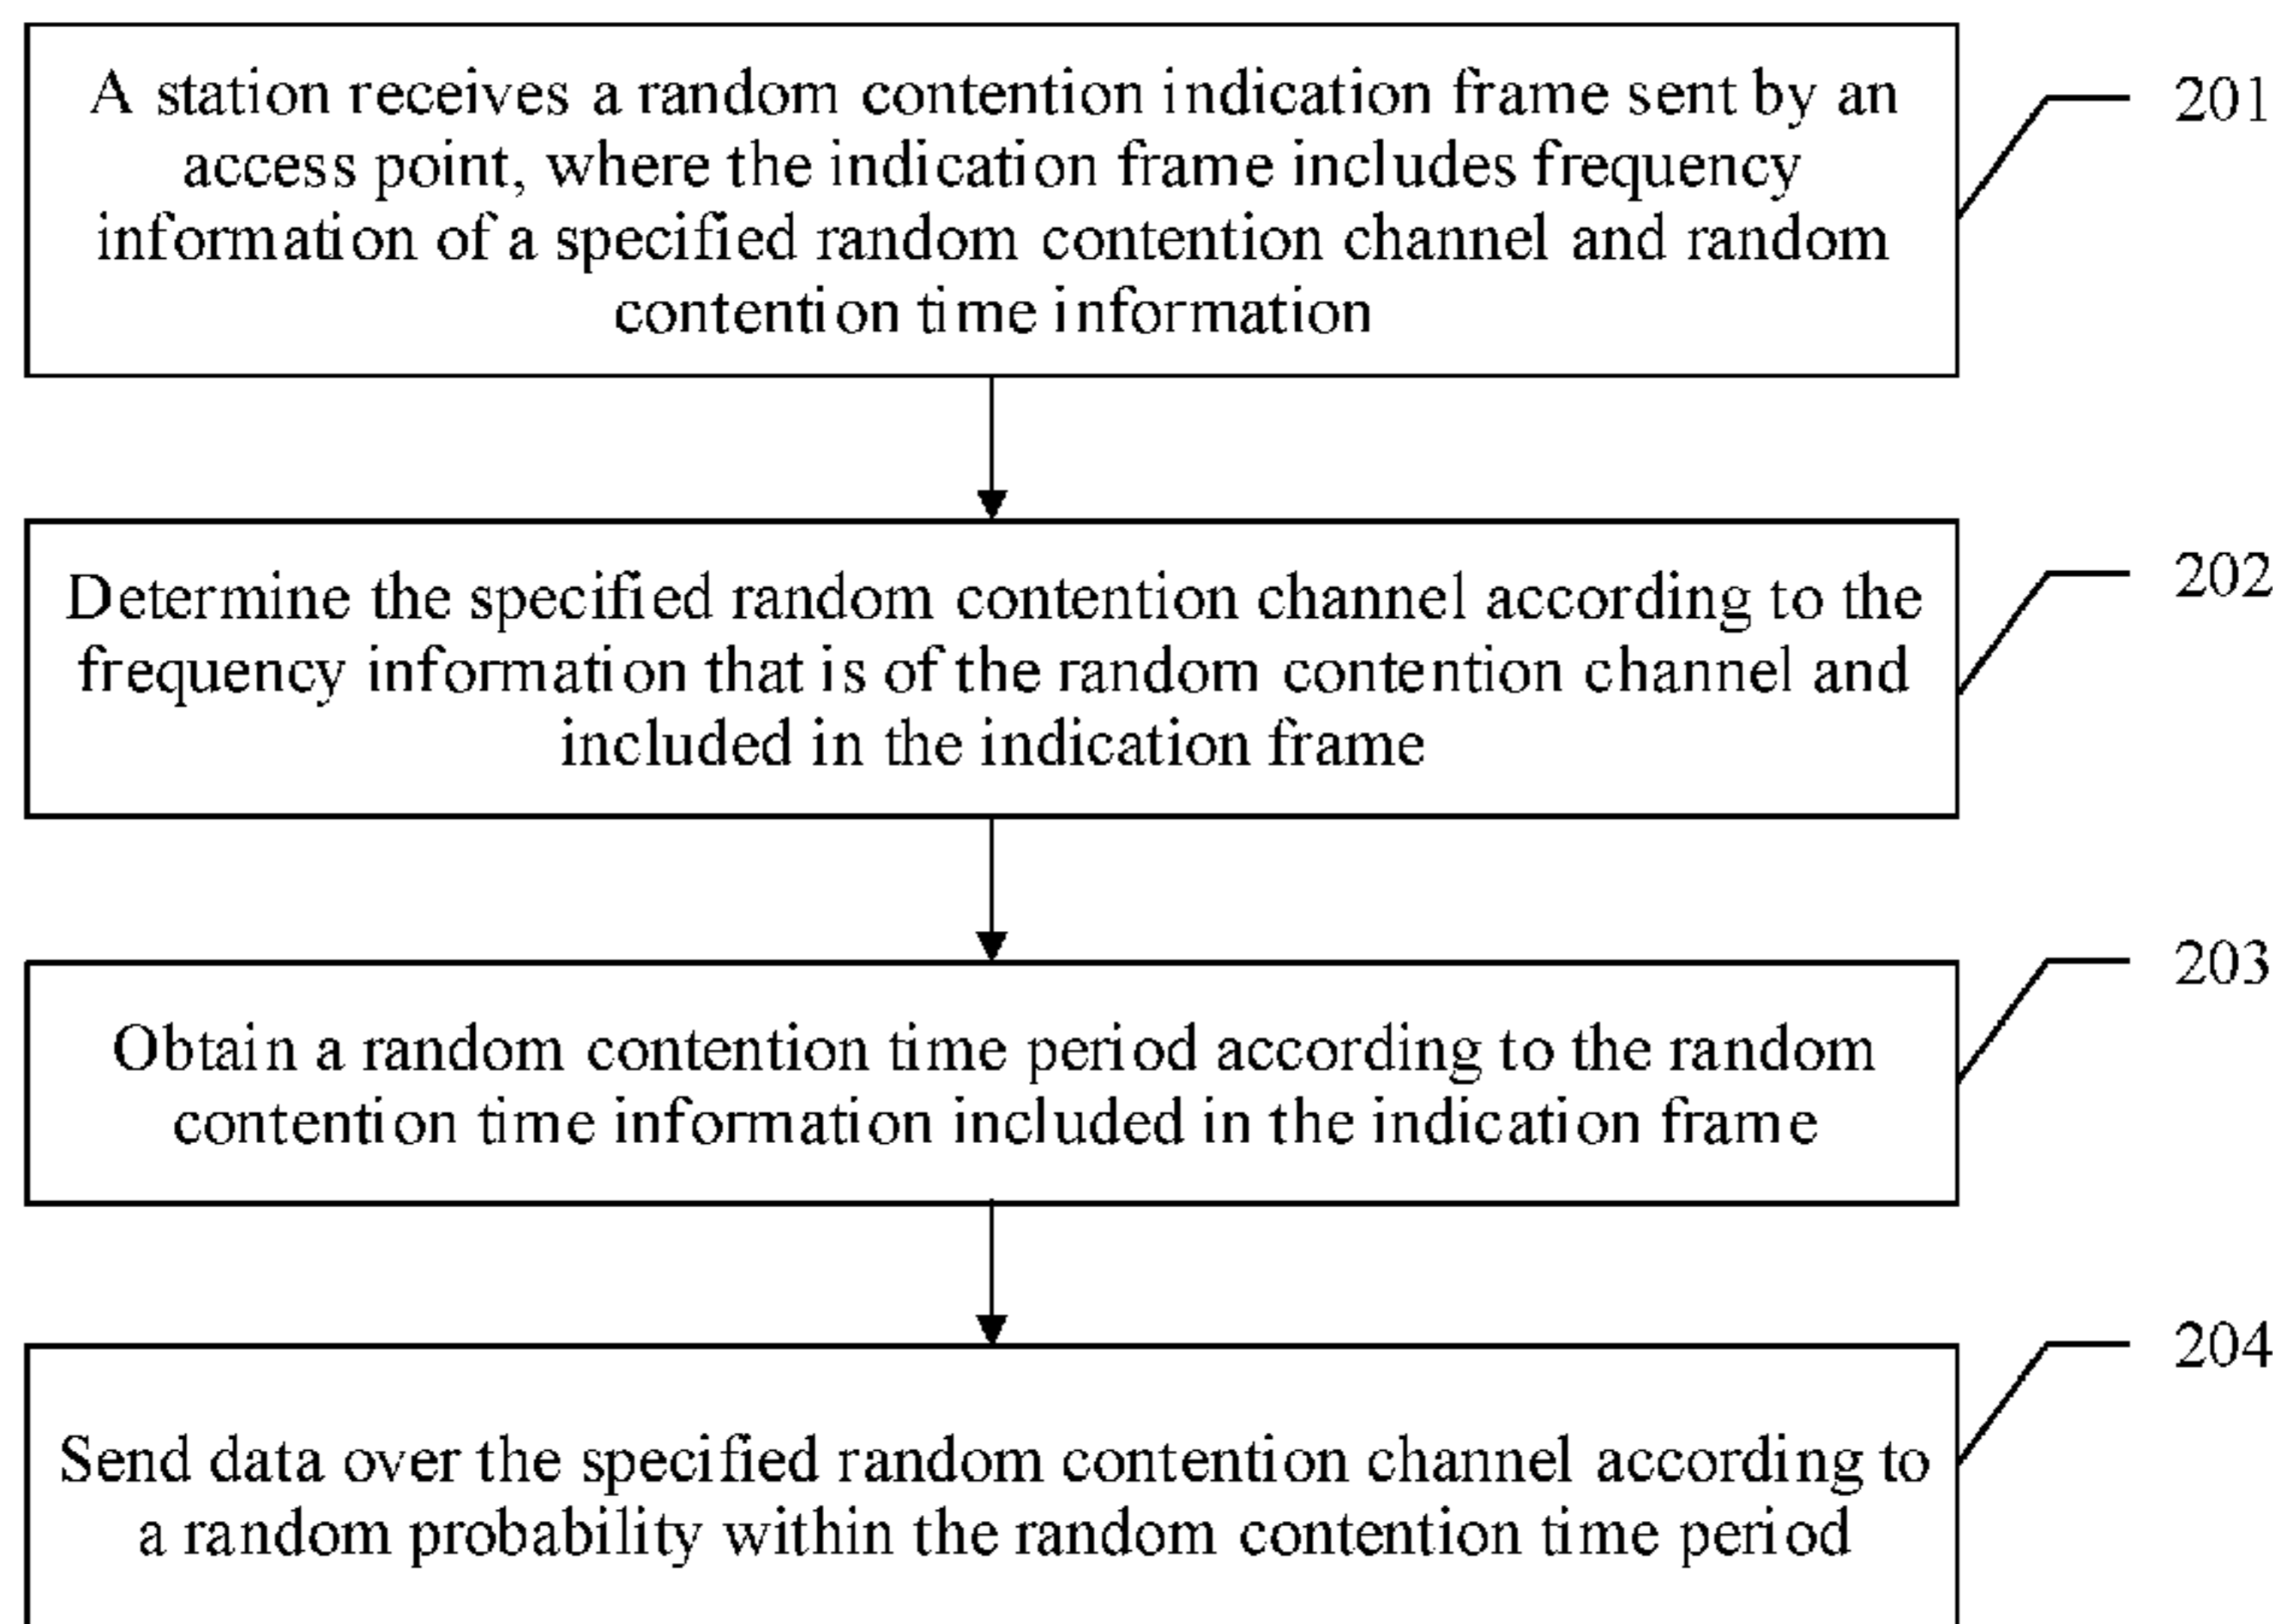 A station receives a random contention indication frame sent by an
access point, where the indication frame includes frequency
information of a specified random contention channel and random
contention time information
201
Determine the specified random contention channel according to the
frequency information that is of the random contention channel and
included in the indication frame
202
Obtain a random contention time period according to the random
contention time information included in the indication frame
203
Send data over the specified random contention channel according to
a random probability within the random contention time period
204